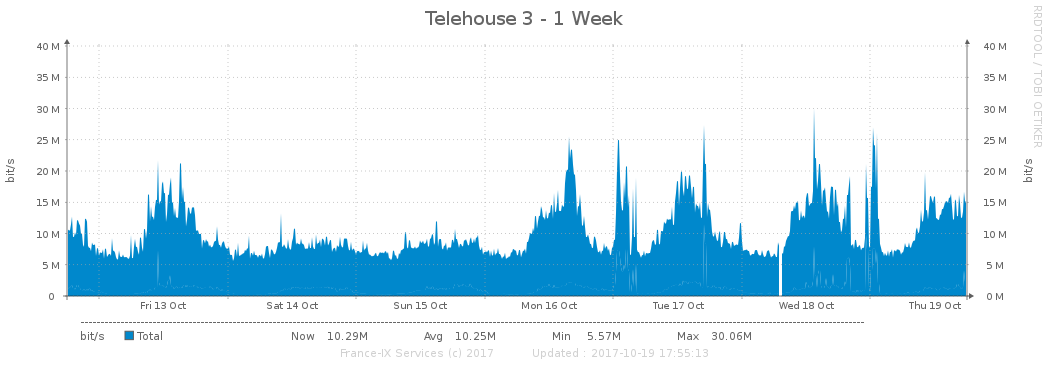 Telehouse 3 - 1 Week
RRDTOOL / TOBI OETIKER
40 M 40 M
35 M 35 M
30 M 30 M
25 M 25 M
20 M 20 M
15 M 15 M
10 M 10 M
5 M 5 M
0 0 M
bit/s bit/s
Fri 13 Oct Sat 14 Oct Sun 15 Oct Mon 16 Oct Tue 17 Oct Wed 18 Oct Thu 19 Oct
bit/s Total Now 10.29M Avg 10.25M Min 5.57M Max 30.06M
France-IX Services (c) 2017 Updated : 2017-10-19 17:55:13